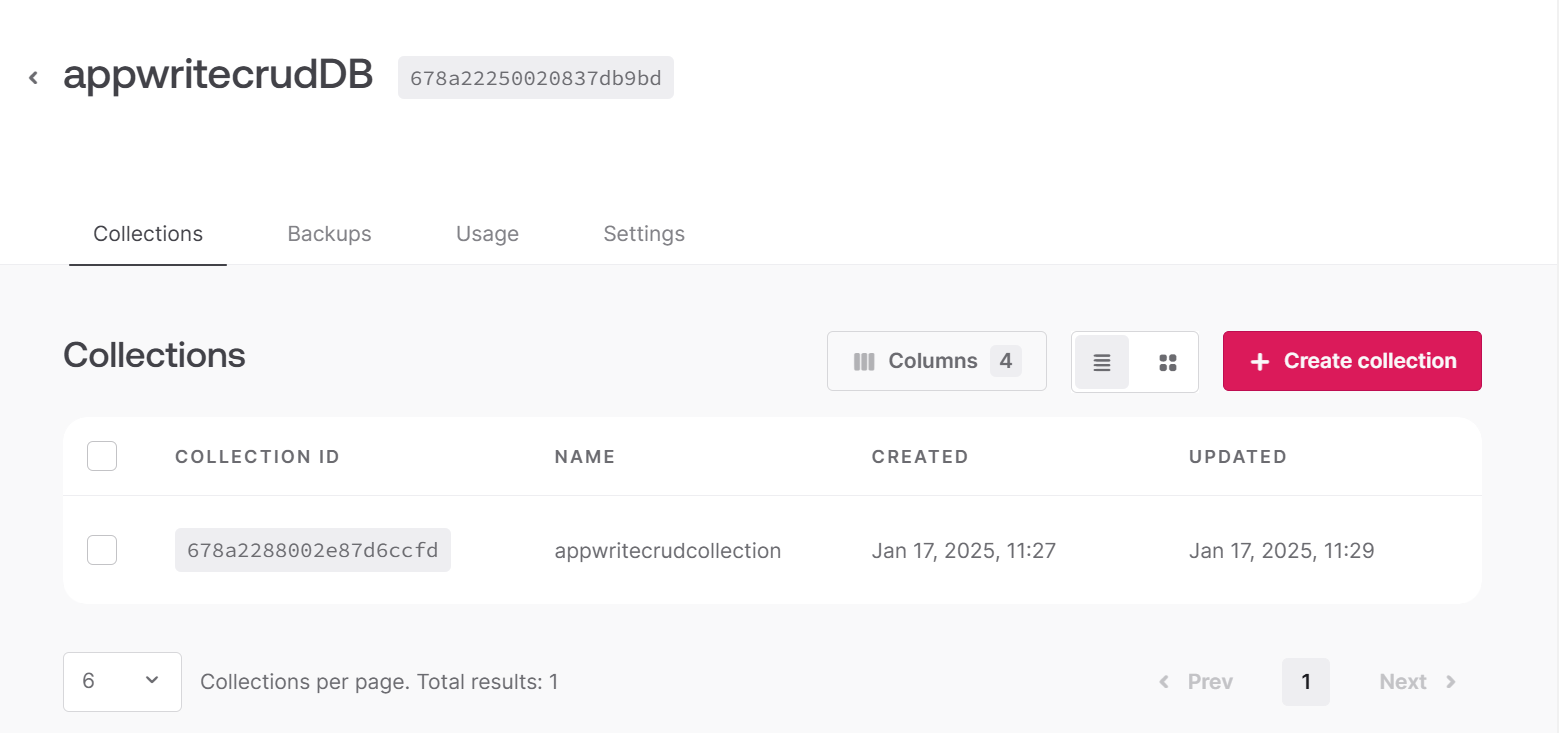 appwritecrudDB 678a22250020837db9bd
Collections Backups Usage Settings
Collections Columns 4 Create collection
COLLECTION ID NAME CREATED UPDATED
678a2288002e87d6ccfd appwritecrudcollection Jan 17, 2025, 11:27 Jan 17, 2025, 11:29
6 Collections per page. Total results: 1 Prev 1 Next